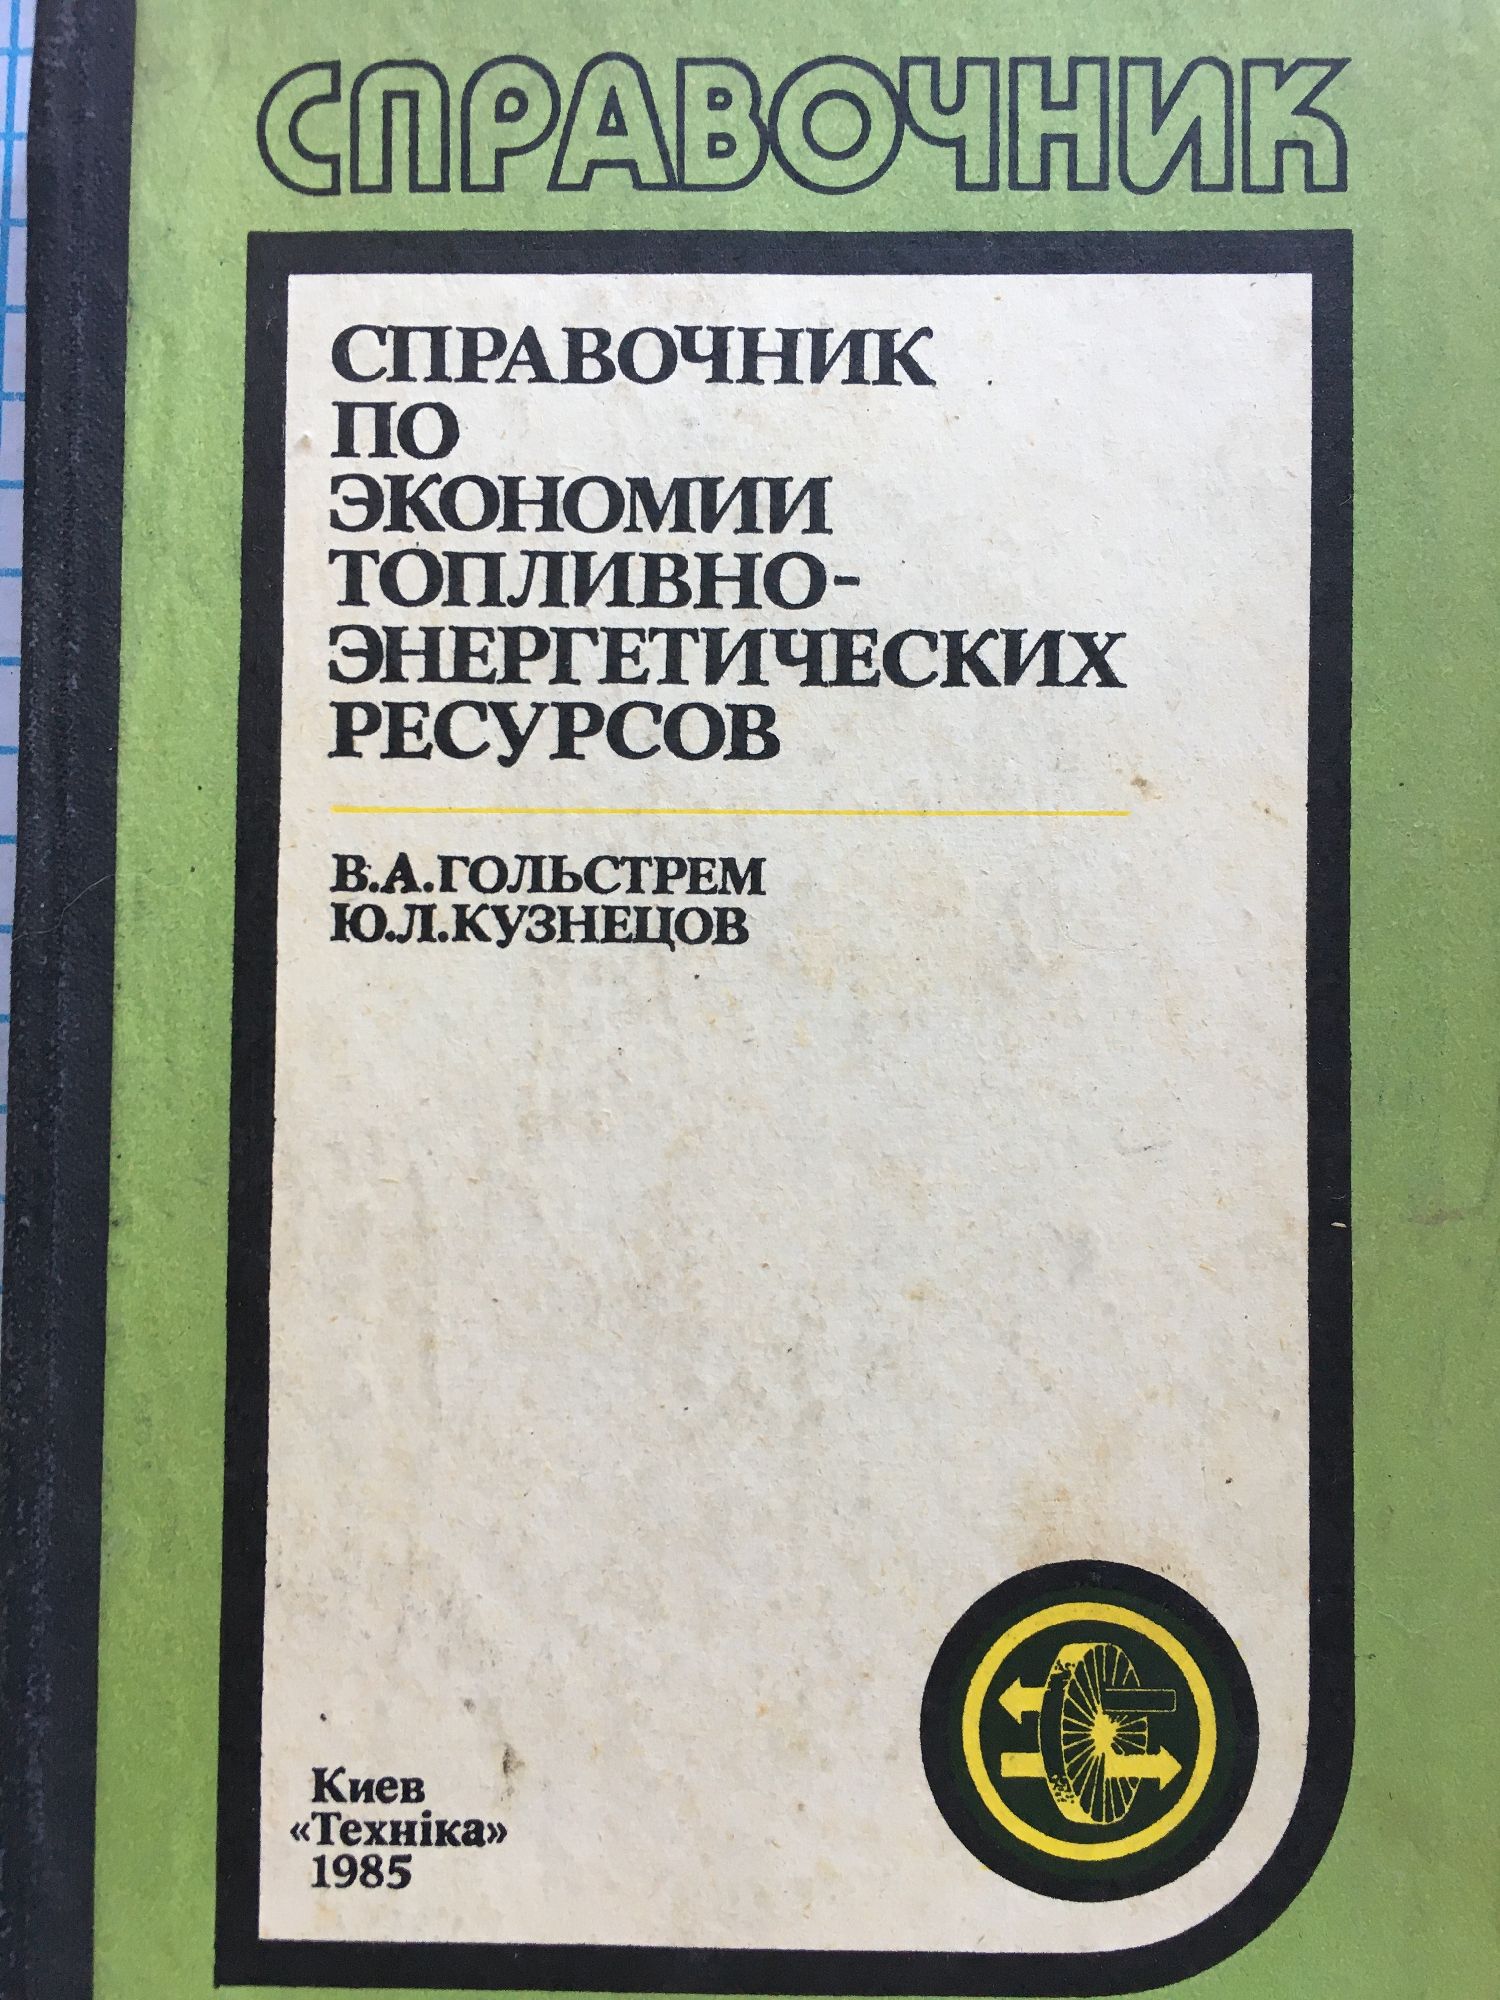 СПРАВОЧНИК
СПРАВОЧНИК
ПО
ЭКОНОМИИ
ТОПЛИВНО-
ЭНЕРГЕТИЧЕСКИХ
РЕСУРСОВ
В.А.ГОЛЬСТРЕМ
Ю.Л.КУЗНЕЦОВ
Киев
«Техніка»
1985